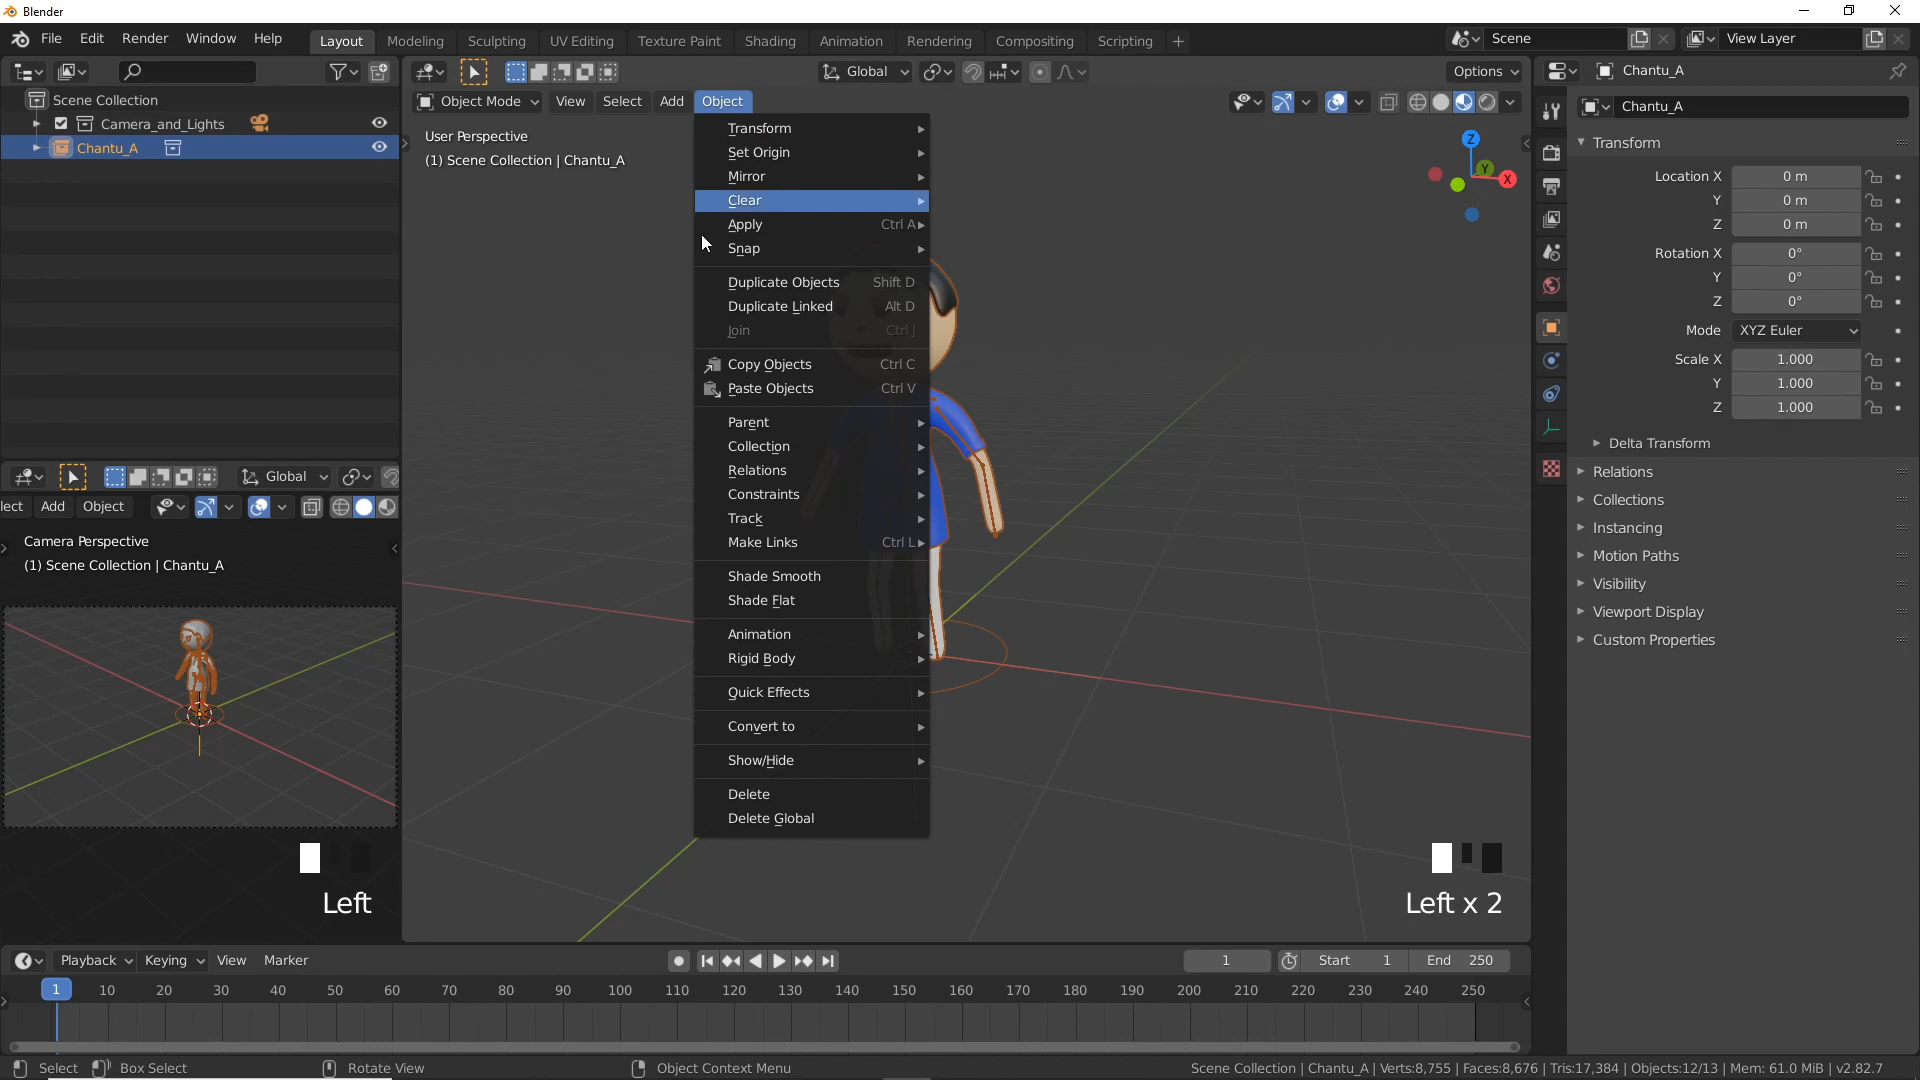 Blender
File Edit Render Window Help Layout Modeling Sculpting UV Editing Texture Paint Shading Animation Rendering Compositing Scripting + Scene View Layer
Global Options Chantu_A
Object Mode View Select Add Object
Scene Collection
Camera_and_Lights
Chantu_A
User Perspective
(1) Scene Collection | Chantu_A
Transform
Set Origin
Mirror
Clear
Apply Ctrl A
Snap
Duplicate Objects Shift D
Duplicate Linked Alt D
Join Ctrl J
Copy Objects Ctrl C
Paste Objects Ctrl V
Parent
Collection
Relations
Constraints
Track
Make Links Ctrl L
Shade Smooth
Shade Flat
Animation
Rigid Body
Quick Effects
Convert to
Show/Hide
Delete
Delete Global
Z
Y
X
Chantu_A
Transform
Location X 0 m
Y 0 m
Z 0 m
Rotation X 0°
Y 0°
Z 0°
Mode XYZ Euler
Scale X 1.000
Y 1.000
Z 1.000
Delta Transform
Relations
Collections
Instancing
Motion Paths
Visibility
Viewport Display
Custom Properties
Global
lect Add Object
Camera Perspective
(1) Scene Collection | Chantu_A
Left
Left x 2
Playback Keying View Marker 1 Start 1 End 250
1 10 20 30 40 50 60 70 80 90 100 110 120 130 140 150 160 170 180 190 200 210 220 230 240 250
Select Box Select Rotate View Object Context Menu Scene Collection | Chantu_A | Verts:8,755 | Faces:8,676 | Tris:17,384 | Objects:12/13 | Mem: 61.0 MiB | v2.82.7